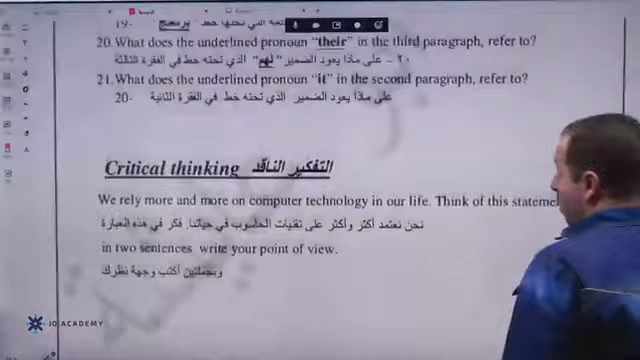 20. What does the underlined pronoun “their” in the third paragraph, refer to?
٢٠ – على ماذا يعود الضمير "لهم" الذي تحته خط في الفقرة الثالثة
21. What does the underlined pronoun “it” in the second paragraph, refer to?
20- على ماذا يعود الضمير الذي تحته خط في الفقرة الثانية
Critical thinking التفكير الناقد
We rely more and more on computer technology in our life. Think of this
نحن نعتمد أكثر وأكثر على تقنيات الحاسوب في حياتنا. فكر في هذه العبارة
in two sentences write your point of view.
وبجملتين أكتب وجهة نظرك
JO ACADEMY